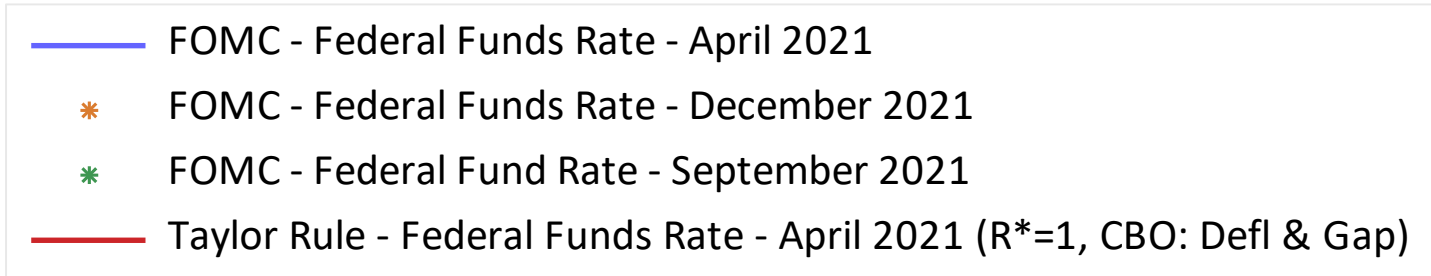 FOMC - Federal Funds Rate - April 2021
FOMC - Federal Funds Rate - December 2021
FOMC - Federal Fund Rate - September 2021
Taylor Rule - Federal Funds Rate - April 2021 (R*=1, CBO: Defl & Gap)